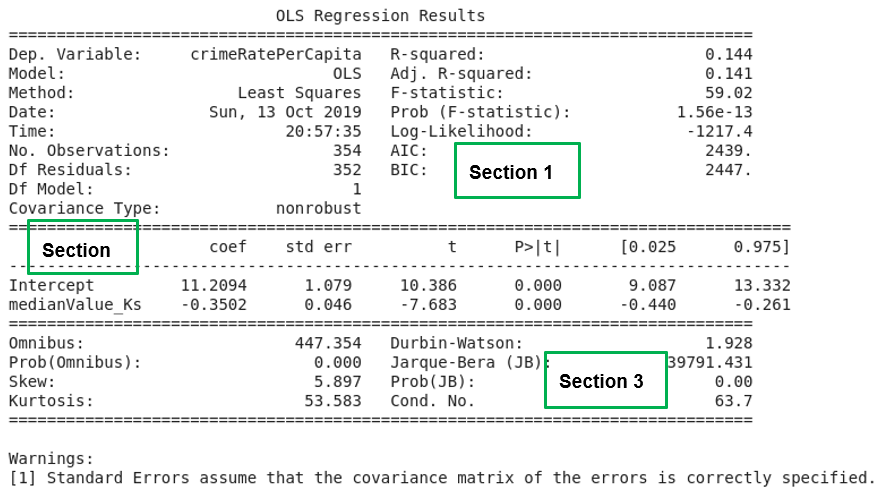 OLS Regression Results
==============================================================================
Dep. Variable: crimeRatePerCapita R-squared: 0.144
Model: OLS Adj. R-squared: 0.141
Method: Least Squares F-statistic: 59.02
Date: Sun, 13 Oct 2019 Prob (F-statistic): 1.56e-13
Time: 20:57:35 Log-Likelihood: -1217.4
No. Observations: 354 AIC: 2439.
Df Residuals: 352 BIC: 2447.
Section 1
Df Model: 1
Covariance Type: nonrobust
==================================================================================
Section coef std err t P>|t| [0.025 0.975]
----------------------------------------------------------------------------------
Intercept 11.2094 1.079 10.386 0.000 9.087 13.332
medianValue_Ks -0.3502 0.046 -7.683 0.000 -0.440 -0.261
==============================================================================
Omnibus: 447.354 Durbin-Watson: 1.928
Prob(Omnibus): 0.000 Jarque-Bera (JB): 39791.431
Skew: 5.897 Prob(JB): 0.00
Section 3
Kurtosis: 53.583 Cond. No. 63.7
==============================================================================
Warnings:
[1] Standard Errors assume that the covariance matrix of the errors is correctly specified.